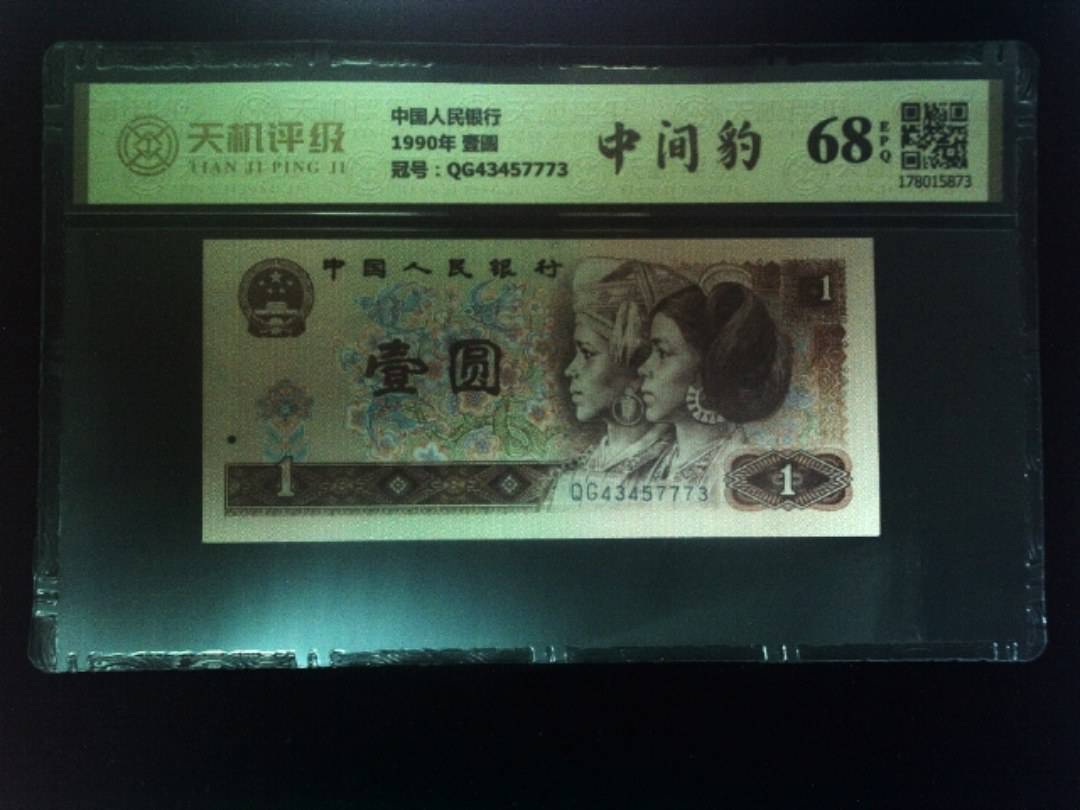 天机评级
TIAN JI PING JI
中国人民银行
1990年 壹圆
冠号：QG43457773
中间豹
68
EPQ
178015873
中国人民银行
1
壹圆
1
QG43457773
1